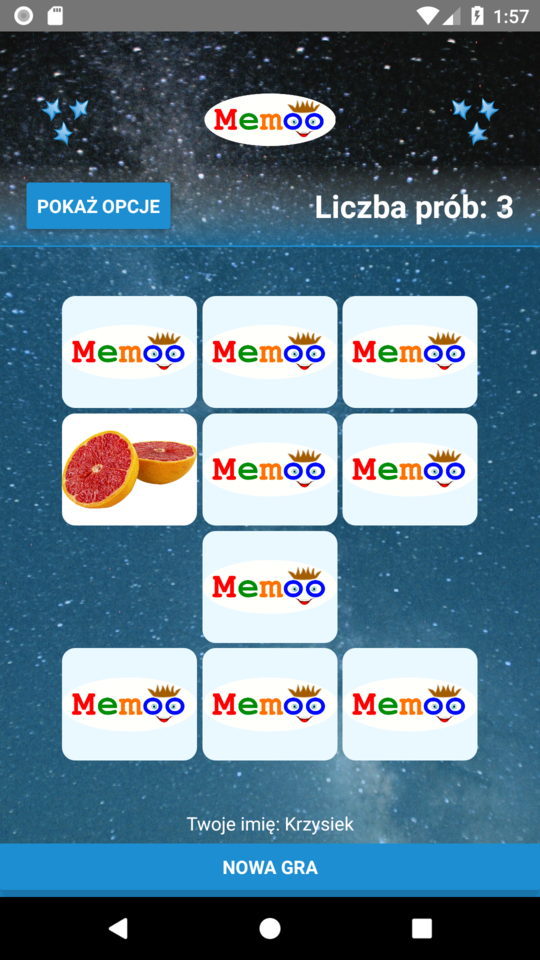 1:57
Memoo
POKAŻ OPCJE
Liczba prób: 3
Memoo Memoo Memoo
Memoo Memoo
Memoo
Memoo Memoo Memoo
Twoje imię: Krzysiek
NOWA GRA